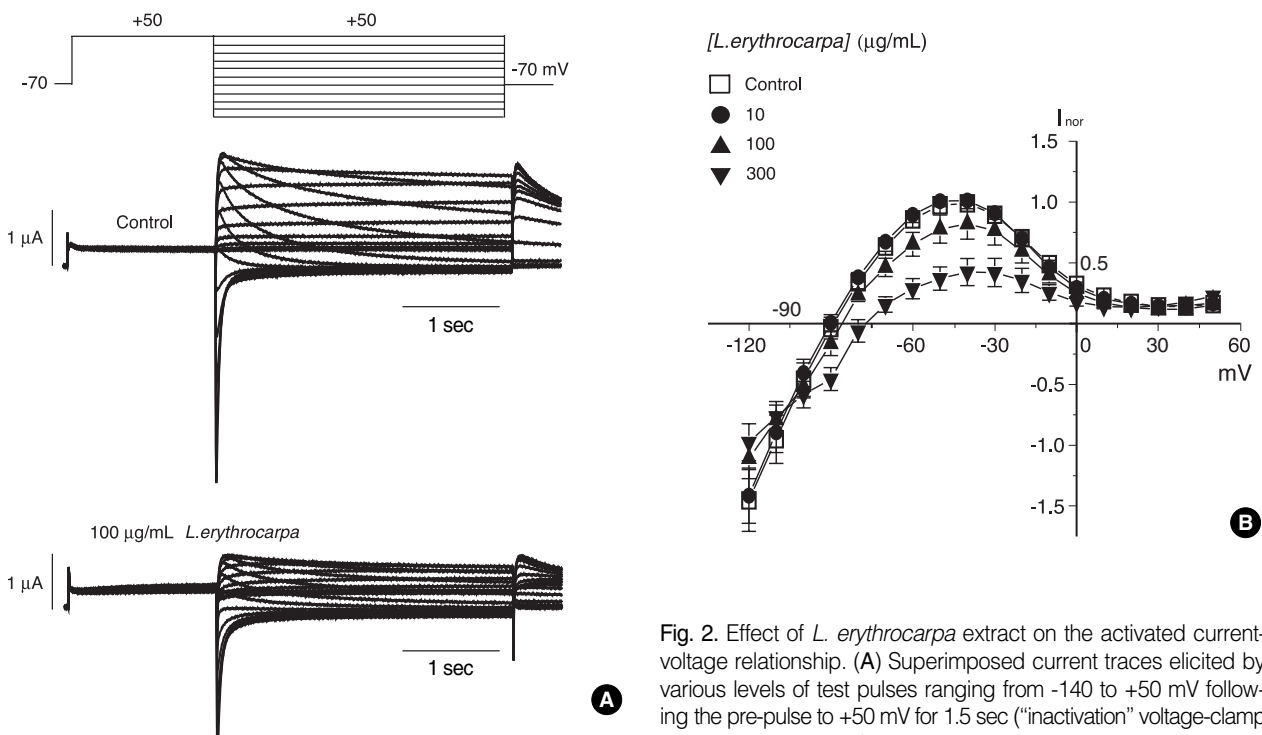 +50 +50
-70 -70 mV
Control
1 μA
1 sec
100 μg/mL L.erythrocarpa
1 μA
1 sec
A
[L.erythrocarpa] (μg/mL)
Control
10
100
300
I nor
1.5
1.0
0.5
-90
-120 -60 -30 0 30 60
mV
-0.5
-1.0
-1.5
B
Fig. 2. Effect of L. erythrocarpa extract on the activated current-
voltage relationship. (A) Superimposed current traces elicited by
various levels of test pulses ranging from -140 to +50 mV follow-
ing the pre-pulse to +50 mV for 1.5 sec (“inactivation” voltage-clamp